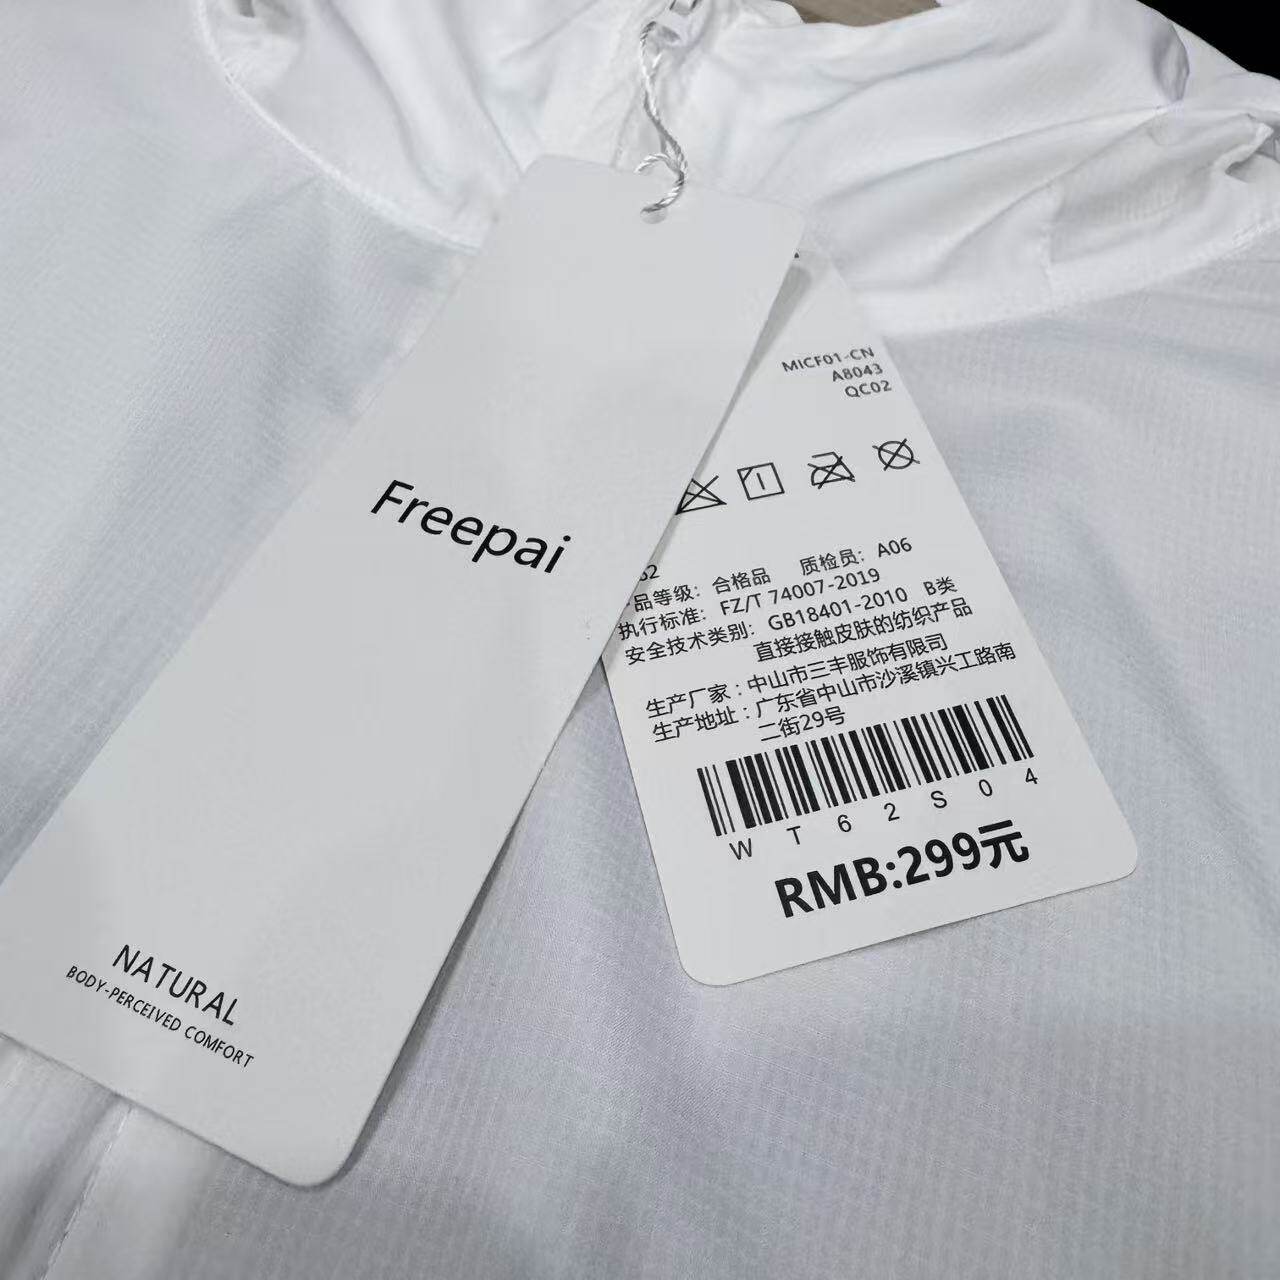 Freepai
NATURAL
BODY-PERCEIVED COMFORT
MICF01-CN
A8043
QC02
品等级: 合格品 质检员: A06
执行标准: FZ/T 74007-2019
安全技术类别: GB18401-2010 B类
直接接触皮肤的纺织产品
生产厂家:中山市三丰服饰有限公司
生产地址:广东省中山市沙溪镇兴工路南
二街29号
WT62S04
RMB:299元